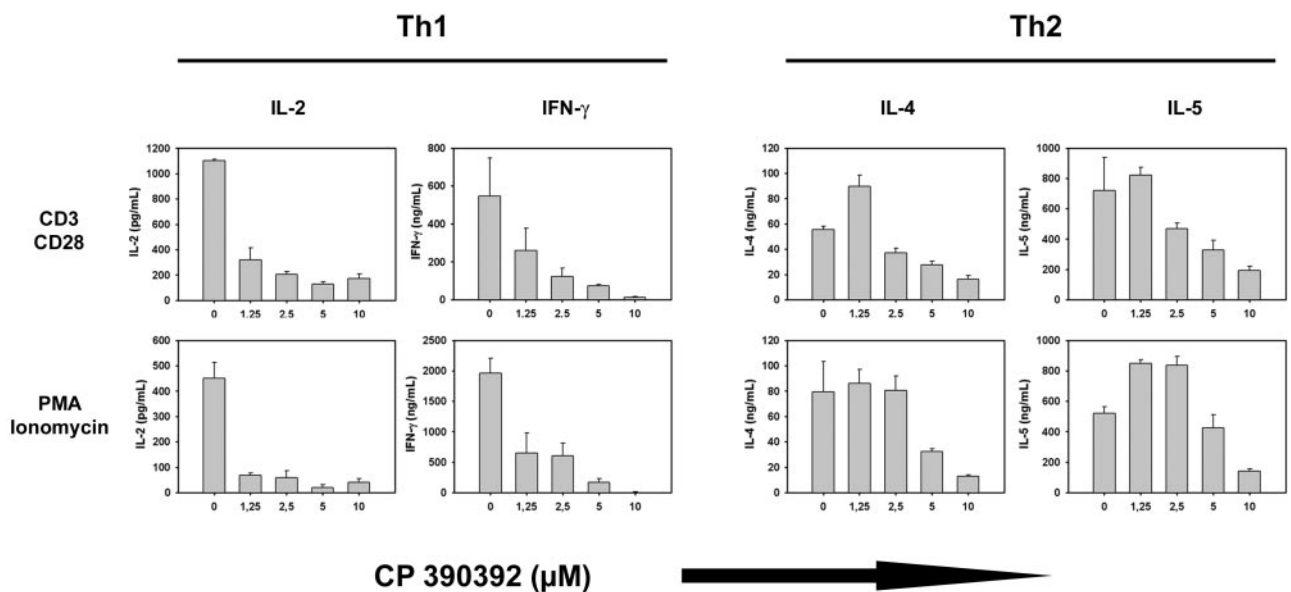 Th1
Th2
IL-2
IFN-γ
IL-4
IL-5
CD3
CD28
IL-2 (pg/mL)
1200
1000
800
600
400
200
0
0 1.25 2.5 5 10
IFN-γ (ng/mL)
800
600
400
200
0
0 1.25 2.5 5 10
IL-4 (ng/mL)
120
100
80
60
40
20
0
0 1.25 2.5 5 10
IL-5 (ng/mL)
1000
800
600
400
200
0
0 1.25 2.5 5 10
PMA
Ionomycin
IL-2 (pg/mL)
600
500
400
300
200
100
0
0 1,25 2,5 5 10
IFN-γ (ng/mL)
2500
2000
1500
1000
500
0
0 1,25 2,5 5 10
IL-4 (ng/mL)
120
100
80
60
40
20
0
0 1,25 2,5 5 10
IL-5 (ng/mL)
1000
800
600
400
200
0
0 1,25 2,5 5 10
CP 390392 (µM)